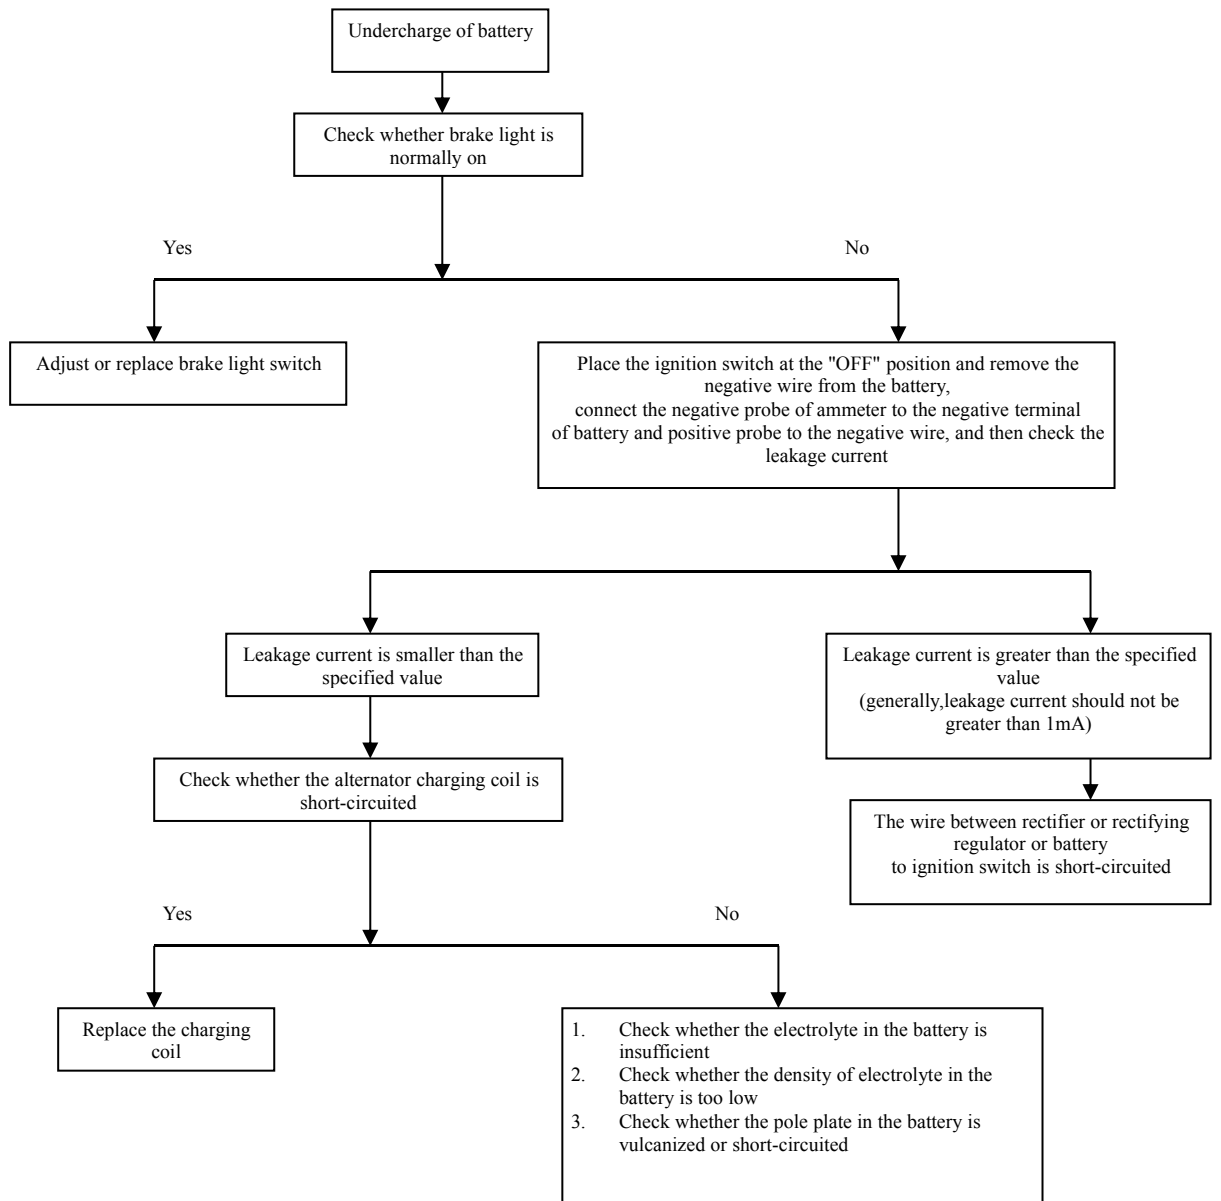 Undercharge of battery
Check whether brake light is
normally on
Yes
No
Adjust or replace brake light switch
Place the ignition switch at the "OFF" position and remove the
negative wire from the battery,
connect the negative probe of ammeter to the negative terminal
of battery and positive probe to the negative wire, and then check the
leakage current
Leakage current is smaller than the
specified value
Leakage current is greater than the specified
value
(generally,leakage current should not be
greater than 1mA)
Check whether the alternator charging coil is
short-circuited
The wire between rectifier or rectifying
regulator or battery
to ignition switch is short-circuited
Yes
No
Replace the charging
coil
1. Check whether the electrolyte in the battery is
insufficient
2. Check whether the density of electrolyte in the
battery is too low
3. Check whether the pole plate in the battery is
vulcanized or short-circuited